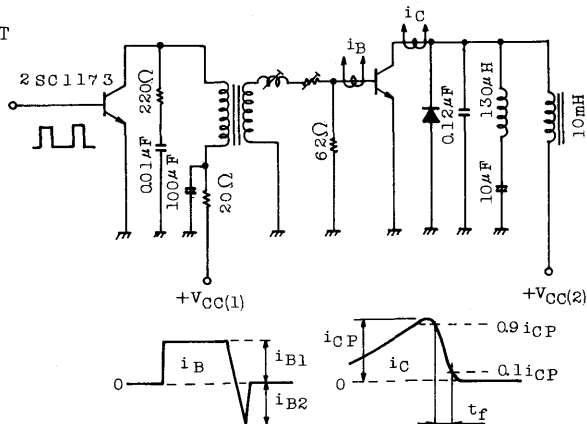 T
iC
2SC1173
220Ω
0.01μF
100μF
20Ω
iB
62Ω
0.12μF
130μH
10μF
10mH
+VCC(1)
+VCC(2)
0
iB
iB1
iB2
iCP
iC
0
0.9iCP
0.1iCP
tf